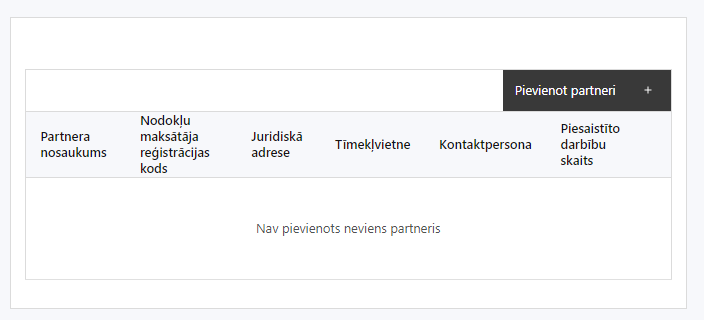 Pievienot partneri +
Partnera
nosaukums
Nodokļu
maksātāja
reģistrācijas
kods
Juridiskā
adrese
Tīmekļvietne
Kontaktpersona
Piesaistīto
darbību
skaits
Nav pievienots neviens partneris